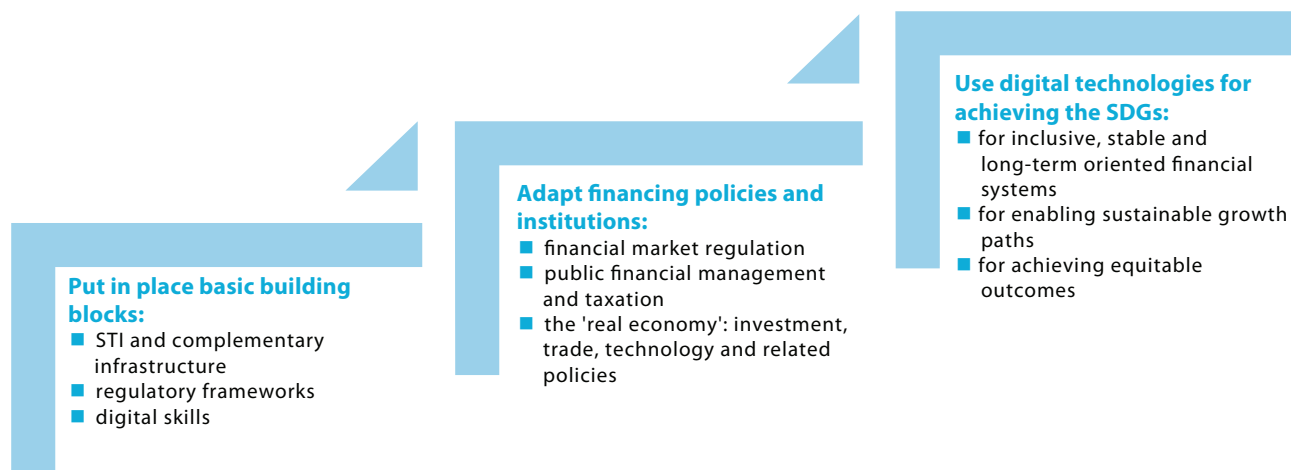 Put in place basic building
blocks:
STI and complementary
infrastructure
regulatory frameworks
digital skills
Adapt financing policies and
institutions:
financial market regulation
public financial management
and taxation
the 'real economy': investment,
trade, technology and related
policies
Use digital technologies for
achieving the SDGs:
for inclusive, stable and
long-term oriented financial
systems
for enabling sustainable growth
paths
for achieving equitable
outcomes